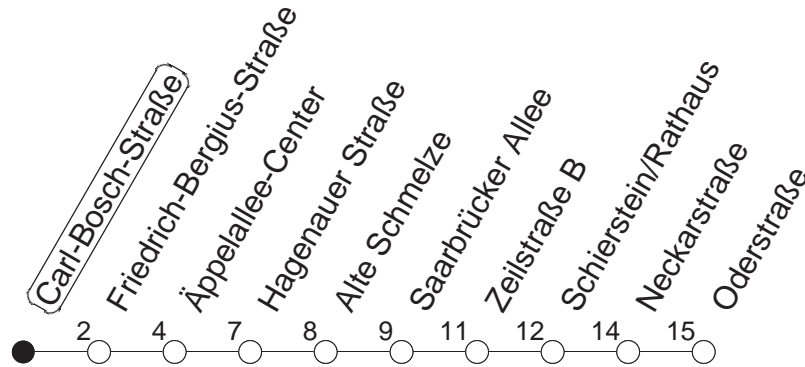 Carl-Bosch-Straße
Friedrich-Bergius-Straße
Äppelallee-Center
Hagenauer Straße
Alte Schmelze
Saarbrücker Allee
Zeilstraße B
Schierstein/Rathaus
Neckarstraße
Oderstraße
2 4 7 8 9 11 12 14 15